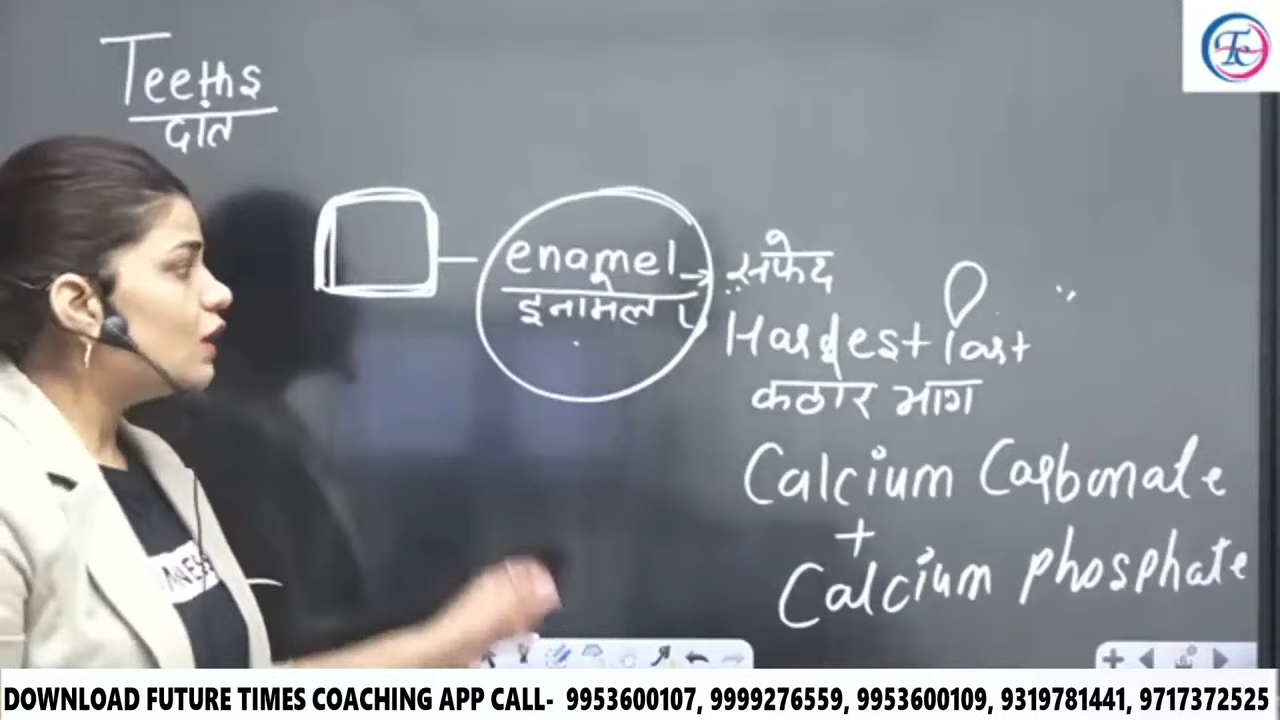 Teeths
दांत
enamel → सफेद
इनामेल
Hardest Part
कठोर भाग
Calcium Carbonate
+
Calcium phosphate
Tc
DOWNLOAD FUTURE TIMES COACHING APP CALL- 9953600107, 9999276559, 9953600109, 9319781441, 9717372525